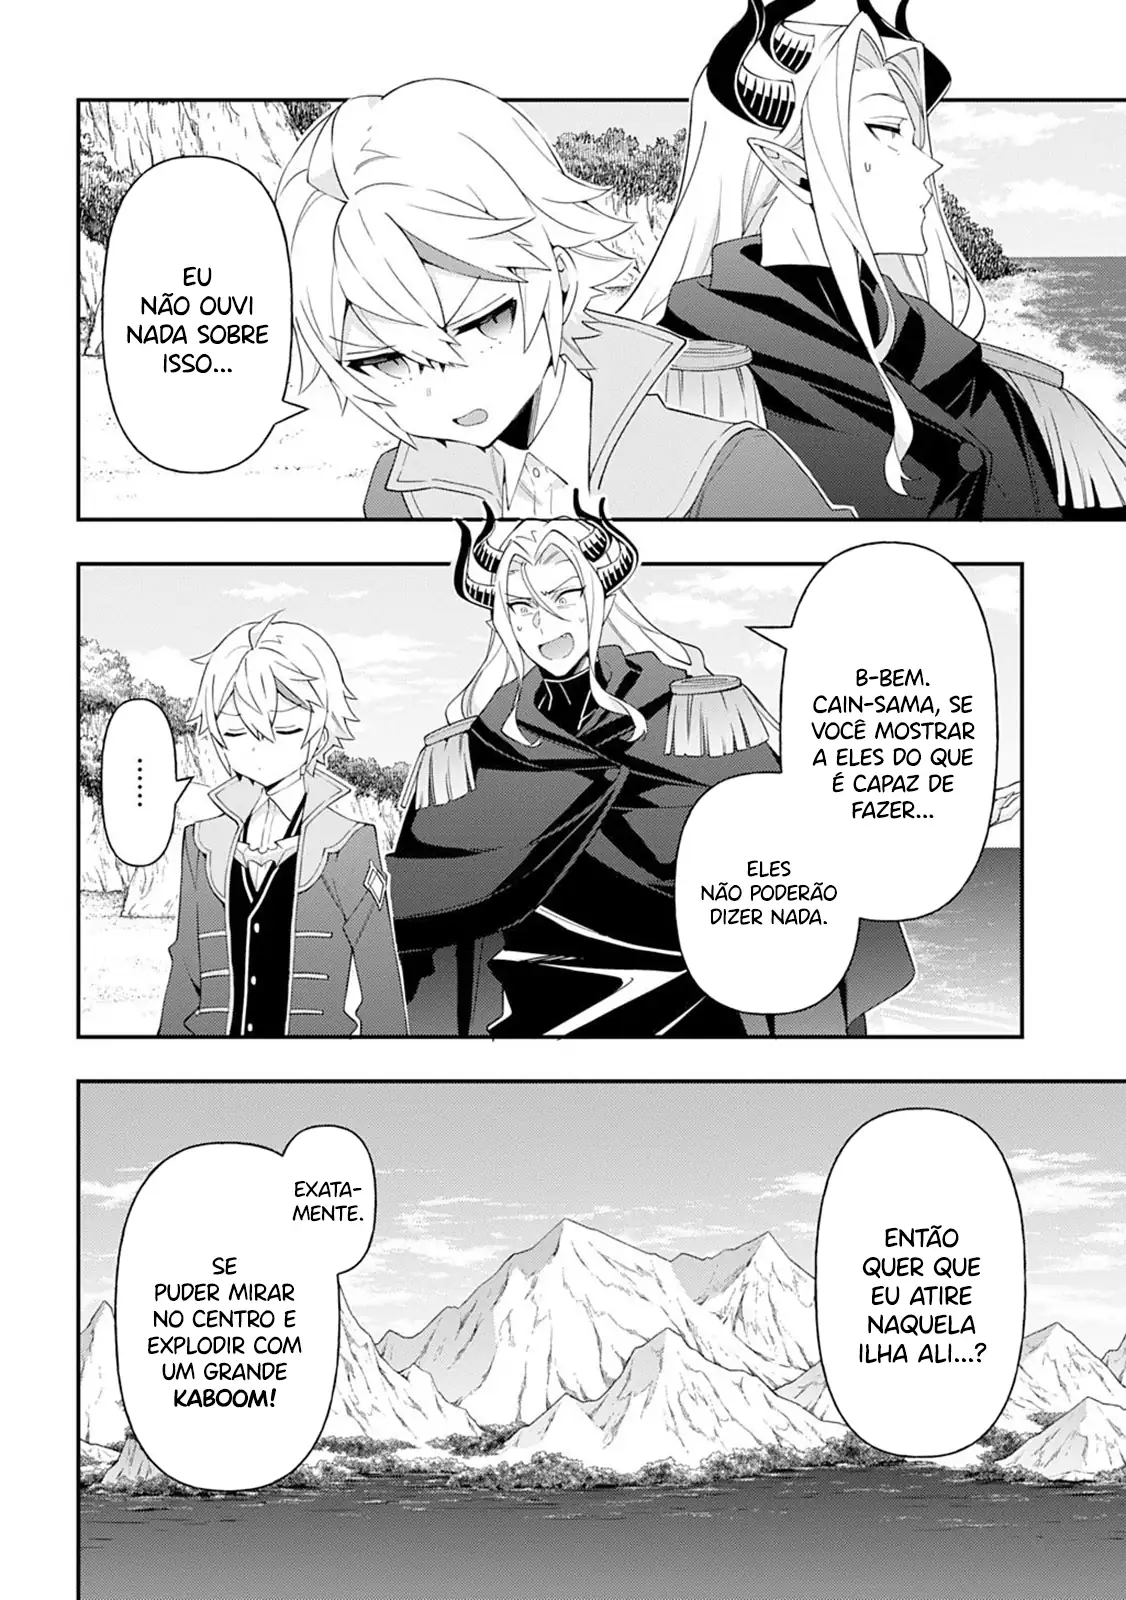 EU
NÃO OUVI
NADA SOBRE
ISSO...
B-BEM.
CAIN-SAMA, SE
VOCÊ MOSTRAR
A ELES DO QUE
É CAPAZ DE
FAZER...
ELES
NÃO PODERÃO
DIZER NADA.
......
ENTÃO
QUER QUE
EU ATIRE
NAQUELA
ILHA ALI...?
EXATA-
MENTE.
SE
PUDER MIRAR
NO CENTRO E
EXPLODIR COM
UM GRANDE
KABOOM!